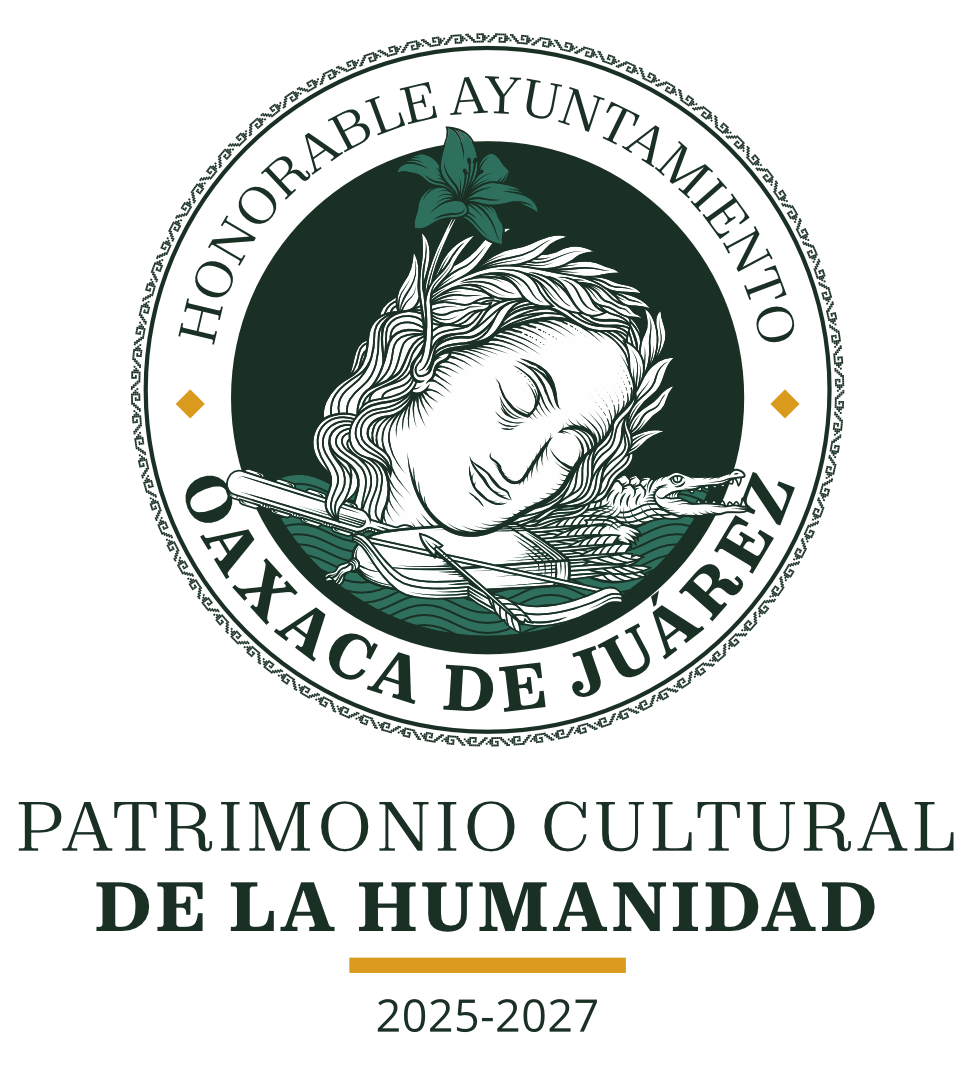 HONORABLE AYUNTAMIENTO
OAXACA DE JUÁREZ
PATRIMONIO CULTURAL
DE LA HUMANIDAD
2025-2027